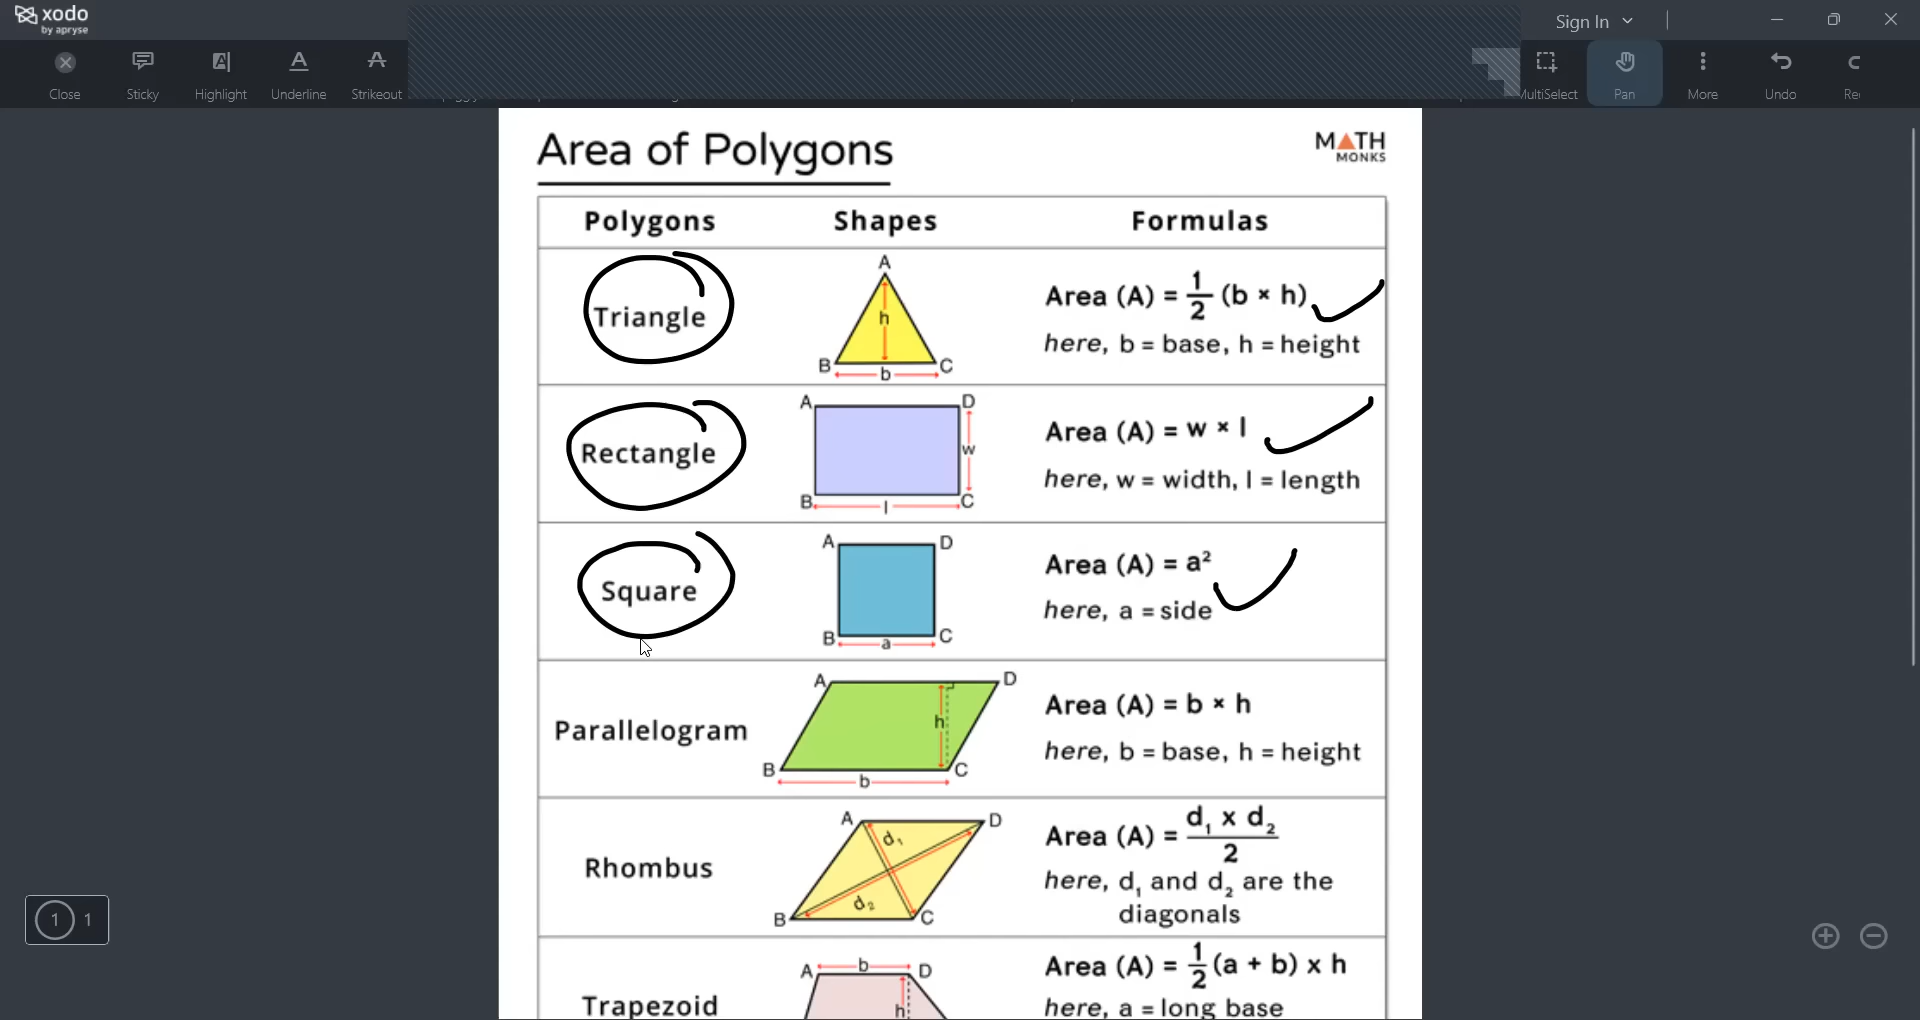 xodo
by apryse
Sign In
Close
Sticky
Highlight
Underline
Strikeout
MultiSelect
Pan
More
Undo
Area of Polygons
MATH
MONKS
Polygons Shapes Formulas
Triangle
A
h
B
C
b
Area (A) = 1/2 (b × h)
here, b = base, h = height
Rectangle
A
D
w
B
C
l
Area (A) = w × l
here, w = width, l = length
Square
A
D
B
C
a
Area (A) = a²
here, a = side
Parallelogram
A
D
h
B
C
b
Area (A) = b × h
here, b = base, h = height
Rhombus
A
D
d₁
d₂
B
C
Area (A) = d₁ x d₂ / 2
here, d₁ and d₂ are the
diagonals
Trapezoid
A
b
D
h
Area (A) = 1/2 (a + b) x h
here, a = long base
1 1